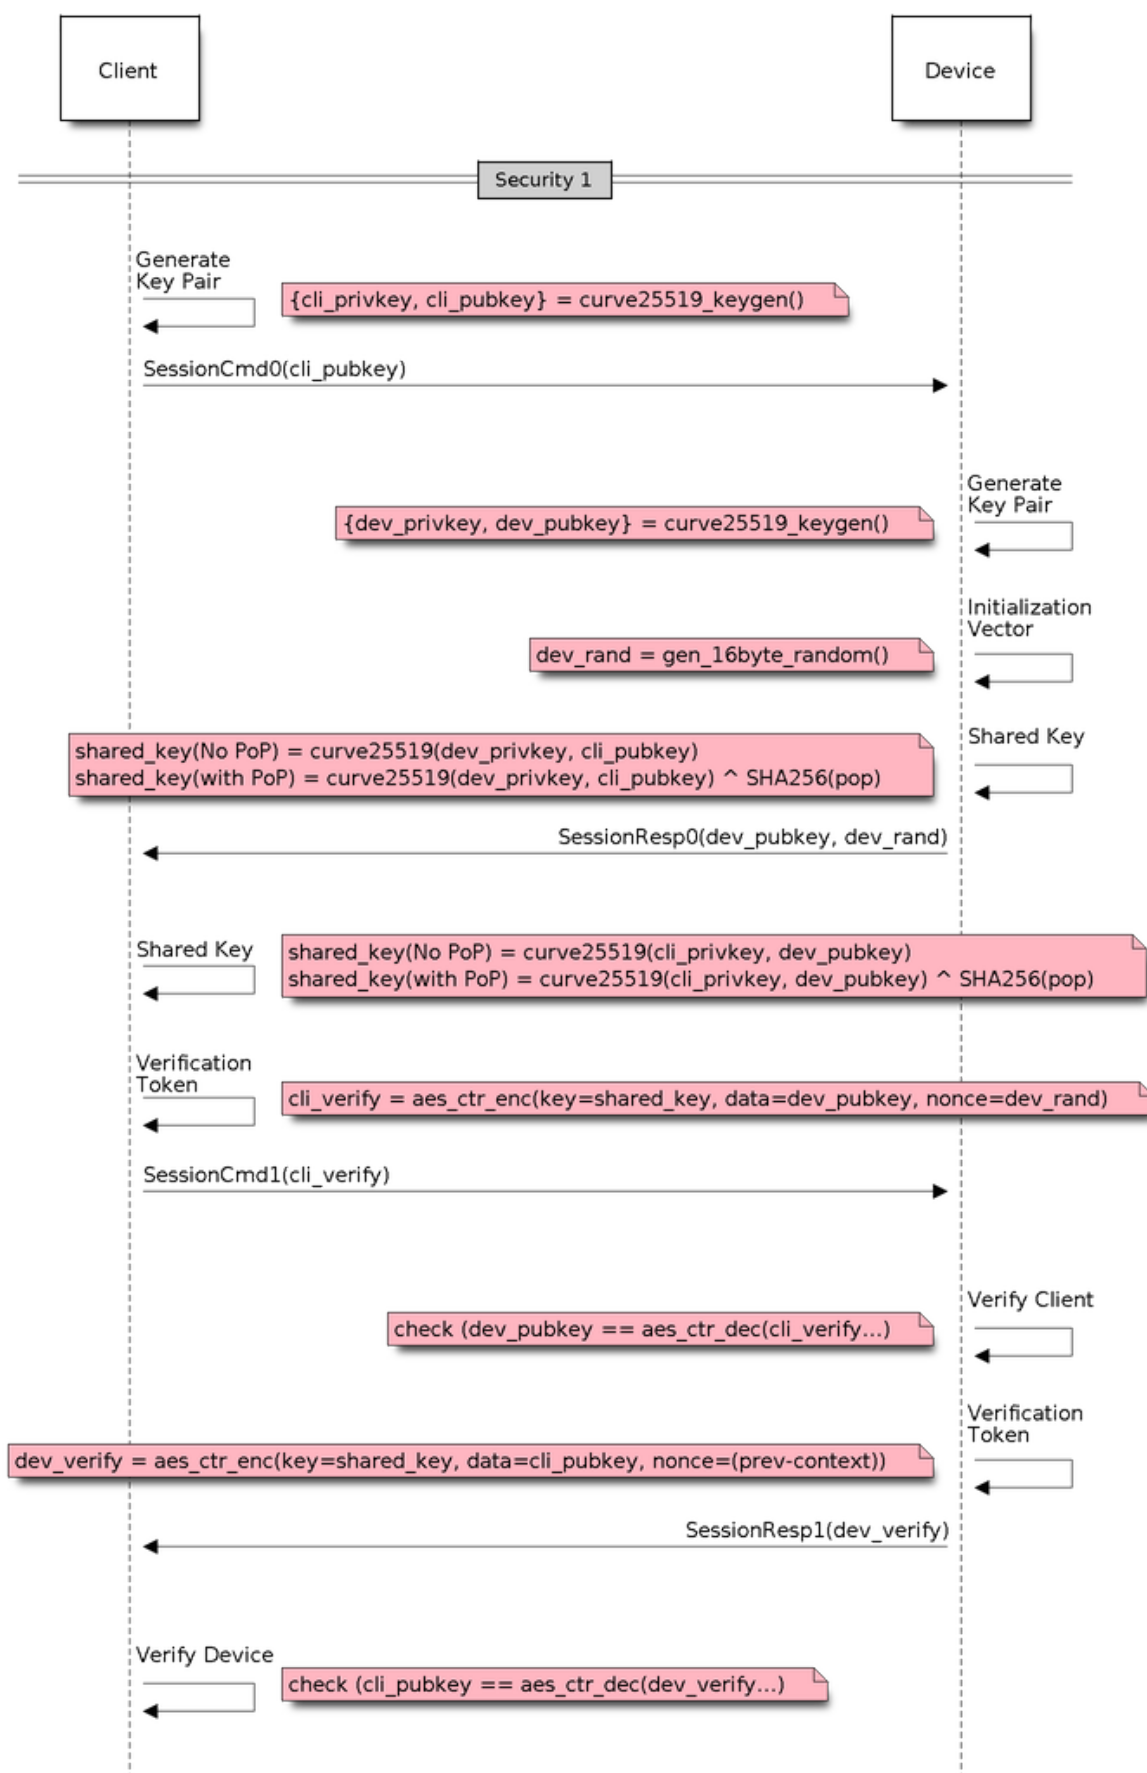 Client
Device
Security 1
Generate
Key Pair
{cli_privkey, cli_pubkey} = curve25519_keygen()
SessionCmd0(cli_pubkey)
Generate
Key Pair
{dev_privkey, dev_pubkey} = curve25519_keygen()
Initialization
Vector
dev_rand = gen_16byte_random()
Shared Key
shared_key(No PoP) = curve25519(dev_privkey, cli_pubkey)
shared_key(with PoP) = curve25519(dev_privkey, cli_pubkey) ^ SHA256(pop)
SessionResp0(dev_pubkey, dev_rand)
Shared Key
shared_key(No PoP) = curve25519(cli_privkey, dev_pubkey)
shared_key(with PoP) = curve25519(cli_privkey, dev_pubkey) ^ SHA256(pop)
Verification
Token
cli_verify = aes_ctr_enc(key=shared_key, data=dev_pubkey, nonce=dev_rand)
SessionCmd1(cli_verify)
Verify Client
check (dev_pubkey == aes_ctr_dec(cli_verify...)
Verification
Token
dev_verify = aes_ctr_enc(key=shared_key, data=cli_pubkey, nonce=(prev-context))
SessionResp1(dev_verify)
Verify Device
check (cli_pubkey == aes_ctr_dec(dev_verify...)